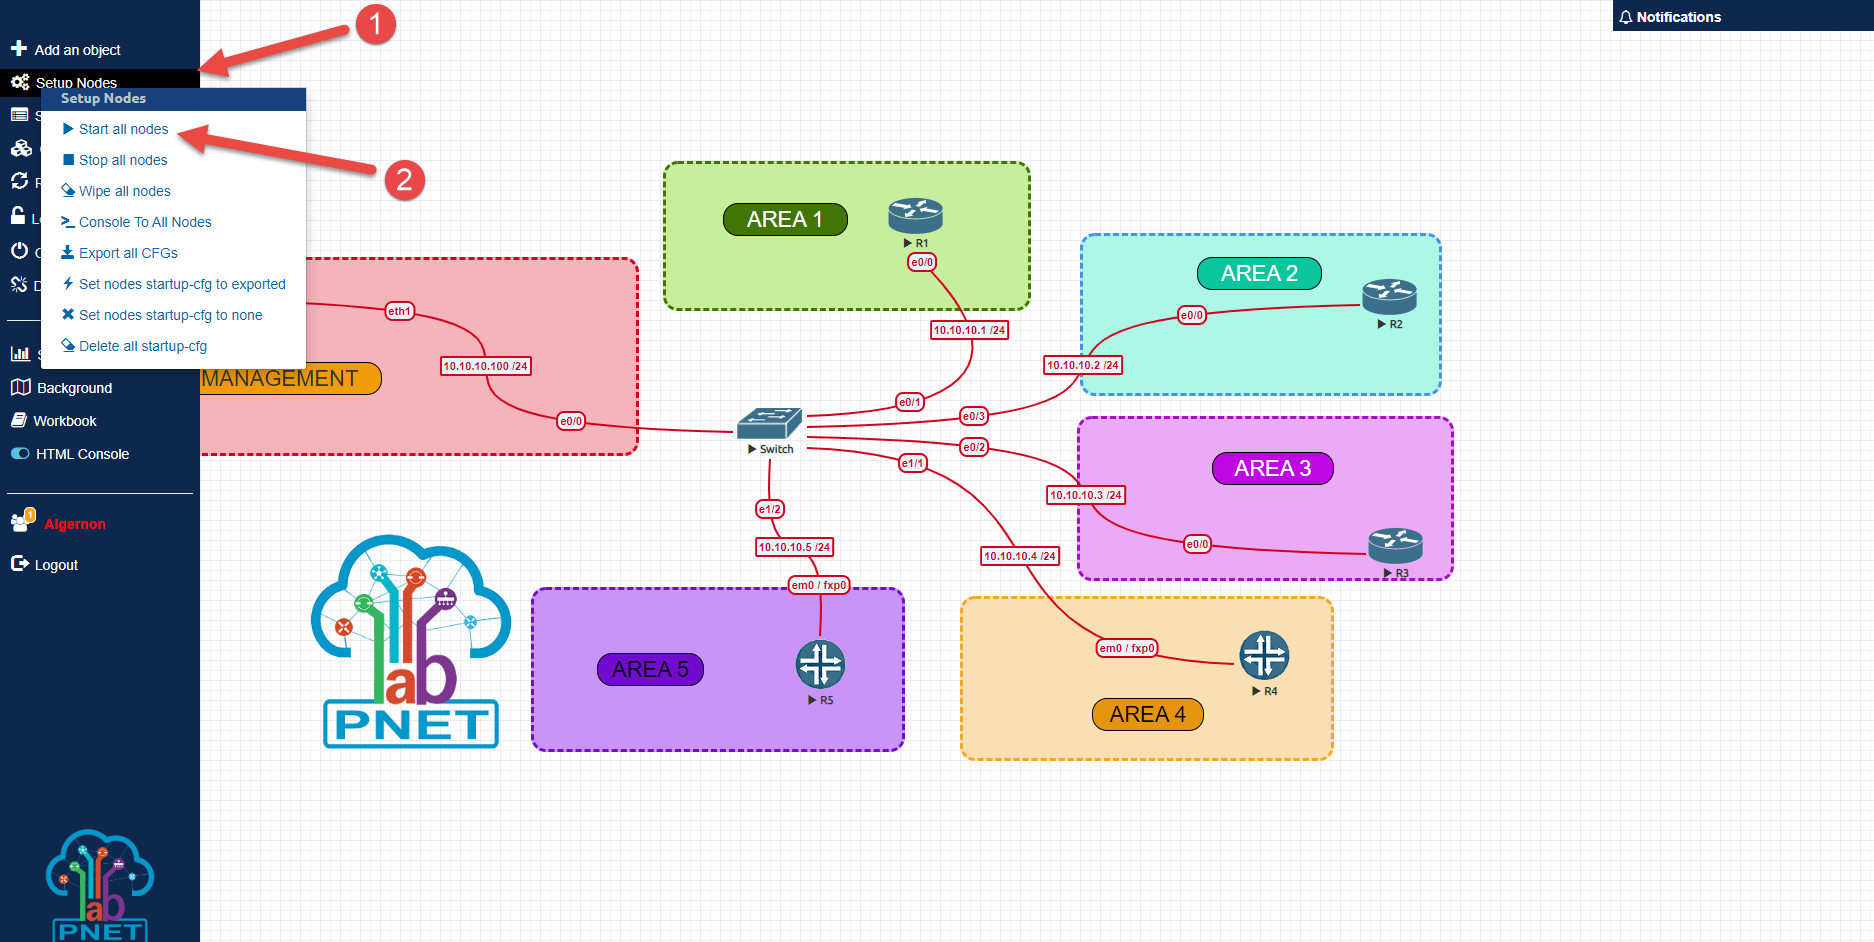 1
Notifications
Add an object
Setup Nodes
Setup Nodes
Start all nodes
2
Stop all nodes
Wipe all nodes
Console To All Nodes
Export all CFGs
Set nodes startup-cfg to exported
Set nodes startup-cfg to none
Delete all startup-cfg
Background
Workbook
HTML Console
1
Algernon
Logout
MANAGEMENT
eth1
10.10.10.100 /24
e0/0
AREA 1
R1
e0/0
10.10.10.1 /24
e0/1
AREA 2
R2
e0/0
10.10.10.2 /24
e0/3
Switch
e0/2
e1/1
e1/2
AREA 3
10.10.10.3 /24
e0/0
R3
10.10.10.4 /24
em0 / fxp0
R4
AREA 4
10.10.10.5 /24
em0 / fxp0
AREA 5
R5
lab
PNET
lab
PNET